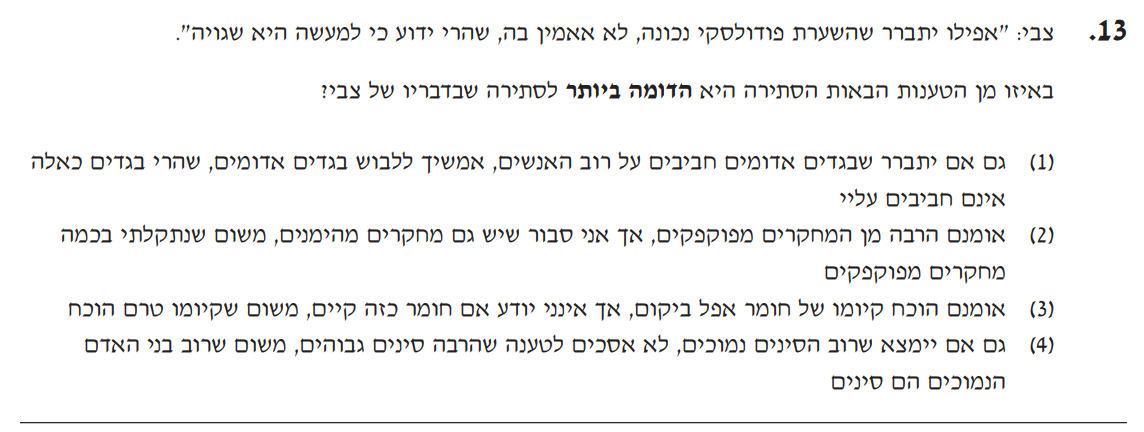 13. צבי: "אפילו יתברר שהשערת פודולסקי נכונה, לא אאמין בה, שהרי ידוע כי למעשה היא שגויה".
באיזו מן הטענות הבאות הסתירה היא הדומה ביותר לסתירה שבדבריו של צבי?
(1) גם אם יתברר שבגדים אדומים חביבים על רוב האנשים, אמשיך ללבוש בגדים אדומים, שהרי בגדים כאלה
אינם חביבים עליי
(2) אומנם הרבה מן המחקרים מפוקפקים, אך אני סבור שיש גם מחקרים מהימנים, משום שנתקלתי בכמה
מחקרים מפוקפקים
(3) אומנם הוכח קיומו של חומר אפל ביקום, אך אינני יודע אם חומר כזה קיים, משום שקיומו טרם הוכח
(4) גם אם יימצא שרוב הסינים נמוכים, לא אסכים לטענה שהרבה סינים גבוהים, משום שרוב בני האדם
הנמוכים הם סינים